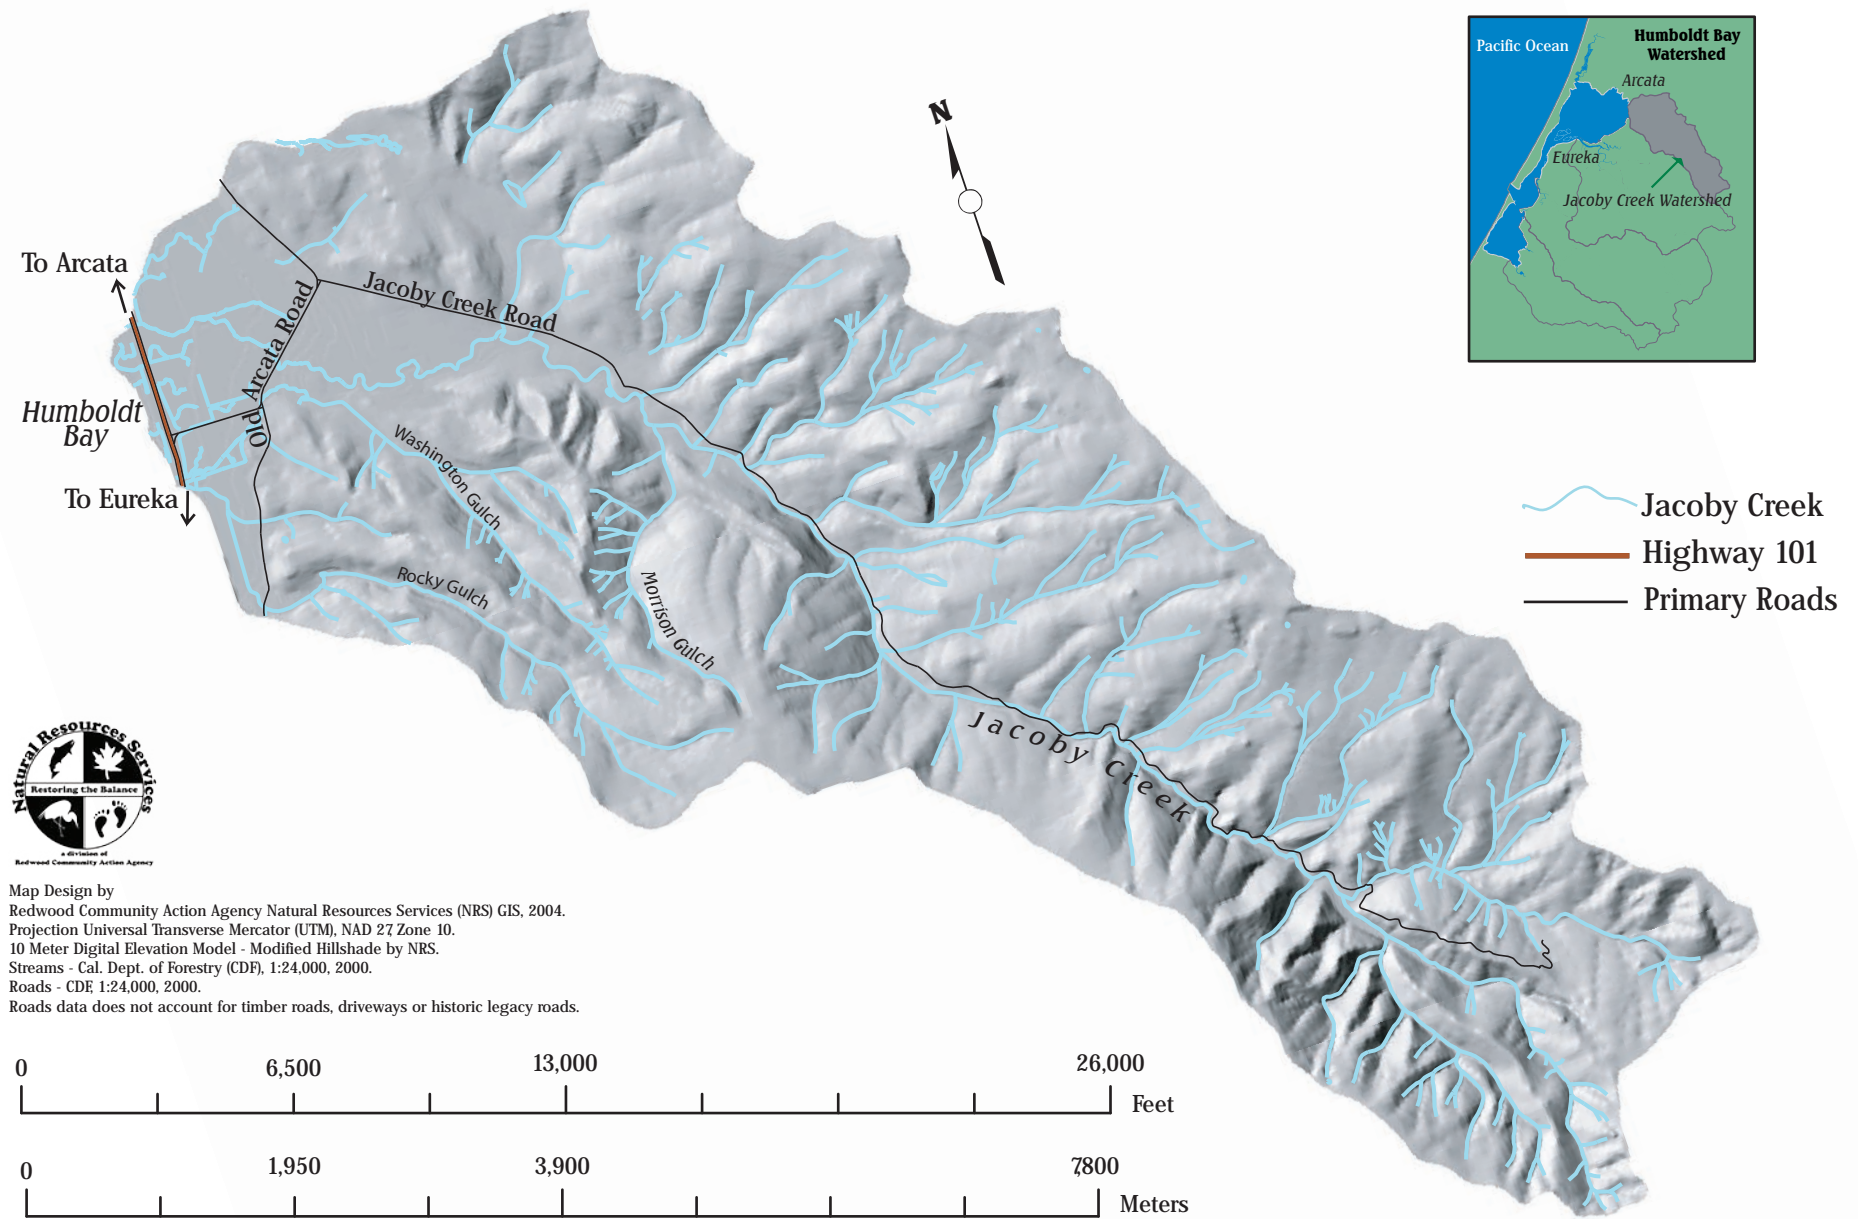 Pacific Ocean
Humboldt Bay
Watershed
Arcata
Eureka
Jacoby Creek Watershed
N
To Arcata
Jacoby Creek Road
Old Arcata Road
Humboldt
Bay
To Eureka
Washington Gulch
Rocky Gulch
Morrison Gulch
Jacoby Creek
Jacoby Creek
Highway 101
Primary Roads
Natural Resources Services
Restoring the Balance
a division of
Redwood Community Action Agency
Map Design by
Redwood Community Action Agency Natural Resources Services (NRS) GIS, 2004.
Projection Universal Transverse Mercator (UTM), NAD 27, Zone 10.
10 Meter Digital Elevation Model - Modified Hillshade by NRS.
Streams - Cal. Dept. of Forestry (CDF), 1:24,000, 2000.
Roads - CDF, 1:24,000, 2000.
Roads data does not account for timber roads, driveways or historic legacy roads.
0 6,500 13,000 26,000
Feet
0 1,950 3,900 7,800
Meters